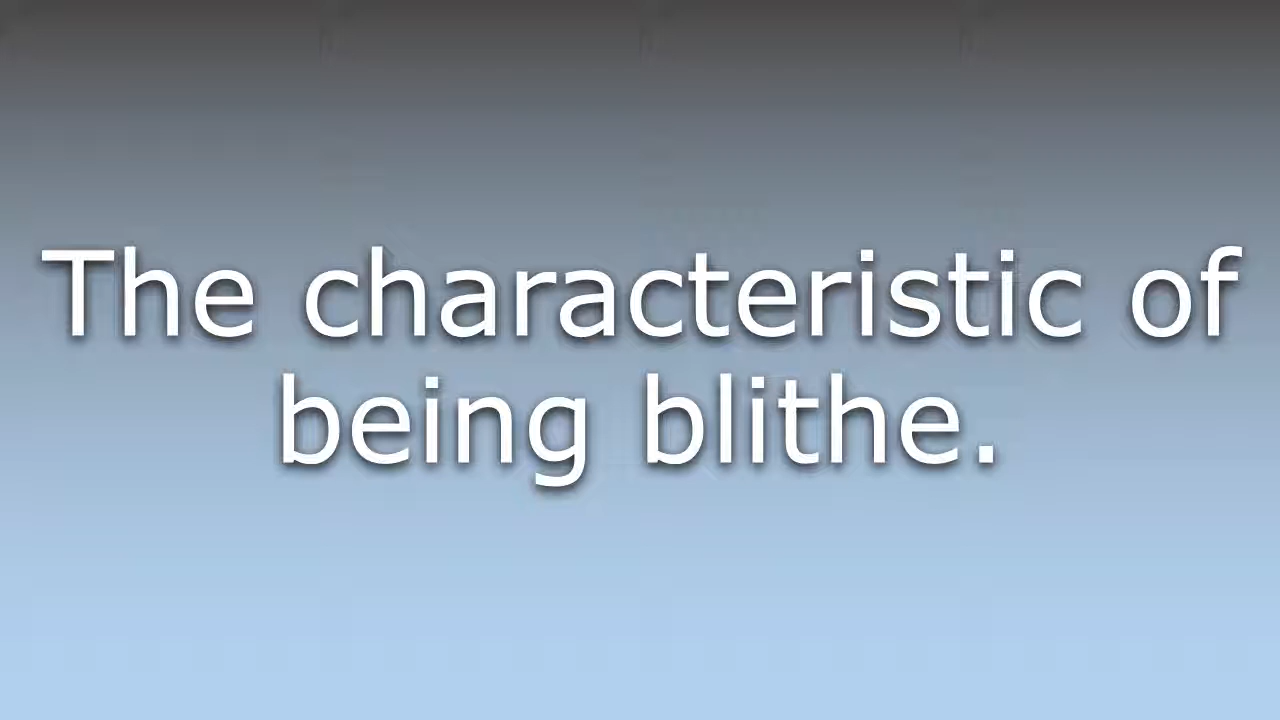 The characteristic of
being blithe.